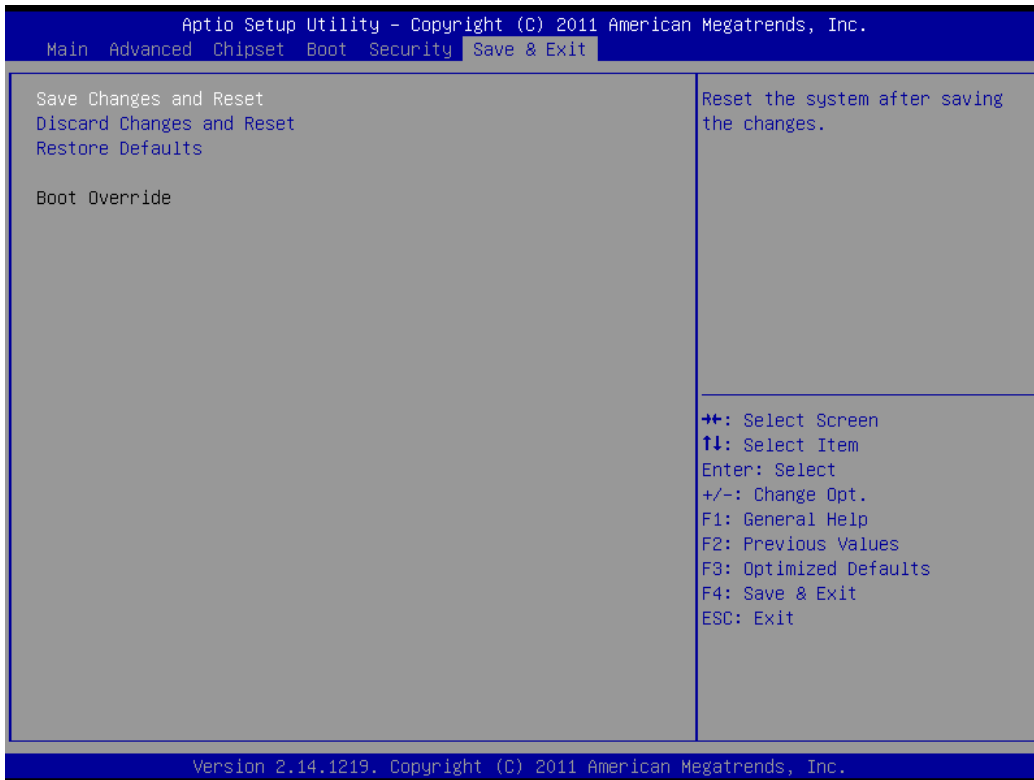 Aptio Setup Utility – Copyright (C) 2011 American Megatrends, Inc.
Main Advanced Chipset Boot Security Save & Exit
Save Changes and Reset
Discard Changes and Reset
Restore Defaults
Boot Override
Reset the system after saving
the changes.
→←: Select Screen
↑↓: Select Item
Enter: Select
+/-: Change Opt.
F1: General Help
F2: Previous Values
F3: Optimized Defaults
F4: Save & Exit
ESC: Exit
Version 2.14.1219. Copyright (C) 2011 American Megatrends, Inc.